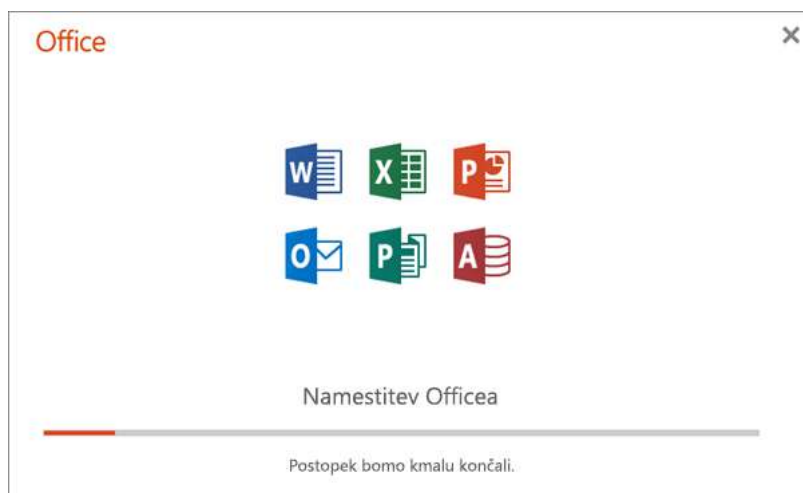 Office
W
X
P
O
P
A
Namestitev Officea
Postopek bomo kmalu končali.